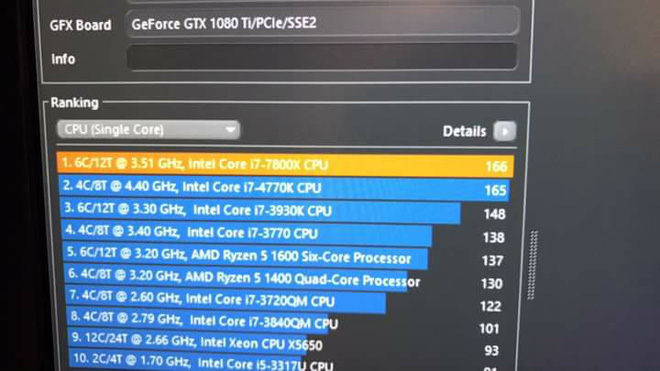 GFX Board GeForce GTX 1080 Ti/PCIe/SSE2
Info
Ranking
CPU (Single Core) Details
1. 6C/12T @ 3.51 GHz, Intel Core i7-7800X CPU 166
2. 4C/8T @ 4.40 GHz, Intel Core i7-4770K CPU 165
3. 6C/12T @ 3.30 GHz, Intel Core i7-3930K CPU 148
4. 4C/8T @ 3.40 GHz, Intel Core i7-3770 CPU 138
5. 6C/12T @ 3.20 GHz, AMD Ryzen 5 1600 Six-Core Processor 137
6. 4C/8T @ 3.20 GHz, AMD Ryzen 5 1400 Quad-Core Processor 130
7. 4C/8T @ 2.60 GHz, Intel Core i7-3720QM CPU 122
8. 4C/8T @ 2.79 GHz, Intel Core i7-3840QM CPU 101
9. 12C/24T @ 2.66 GHz, Intel Xeon CPU X5650 93
10. 2C/4T @ 1.70 GHz, Intel Core i5-3317U CPU